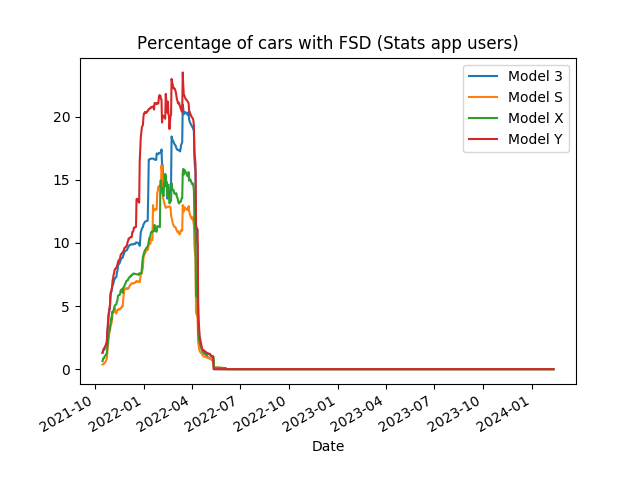 Percentage of cars with FSD (Stats app users)
Model 3
Model S
Model X
Model Y
20
15
10
5
0
2021-10
2022-01
2022-04
2022-07
2022-10
2023-01
2023-04
2023-07
2023-10
2024-01
Date